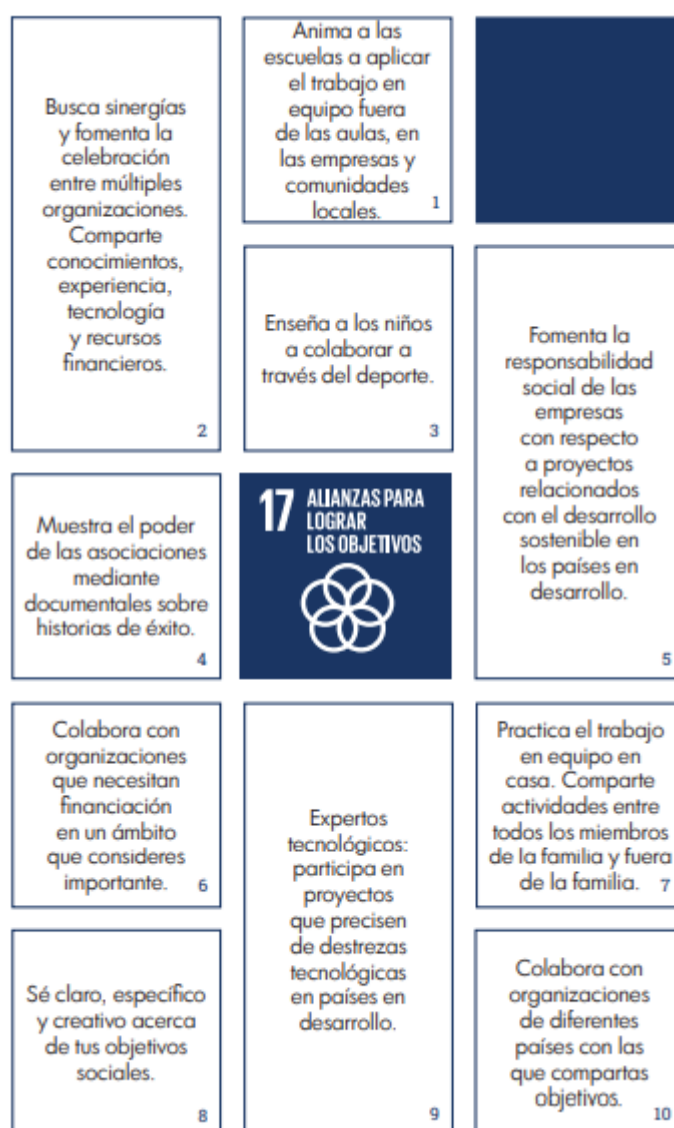 Anima a las
escuelas a aplicar
el trabajo en
equipo fuera
de las aulas, en
las empresas y
comunidades
locales.
1
Busca sinergías
y fomenta la
celebración
entre múltiples
organizaciones.
Comparte
conocimientos,
experiencia,
tecnología
y recursos
financieros.
2
Enseña a los niños
a colaborar a
través del deporte.
3
Muestra el poder
de las asociaciones
mediante
documentales sobre
historias de éxito.
4
17 ALIANZAS PARA
LOGRAR
LOS OBJETIVOS
Fomenta la
responsabilidad
social de las
empresas
con respecto
a proyectos
relacionados
con el desarrollo
sostenible en
los países en
desarrollo.
5
Colabora con
organizaciones
que necesitan
financiación
en un ámbito
que consideres
importante.
6
Practica el trabajo
en equipo en
casa. Comparte
actividades entre
todos los miembros
de la familia y fuera
de la familia.
7
Sé claro, específico
y creativo acerca
de tus objetivos
sociales.
8
Expertos
tecnológicos:
participa en
proyectos
que precisen
de destrezas
tecnológicas
en países en
desarrollo.
9
Colabora con
organizaciones
de diferentes
países con las
que compartas
objetivos.
10